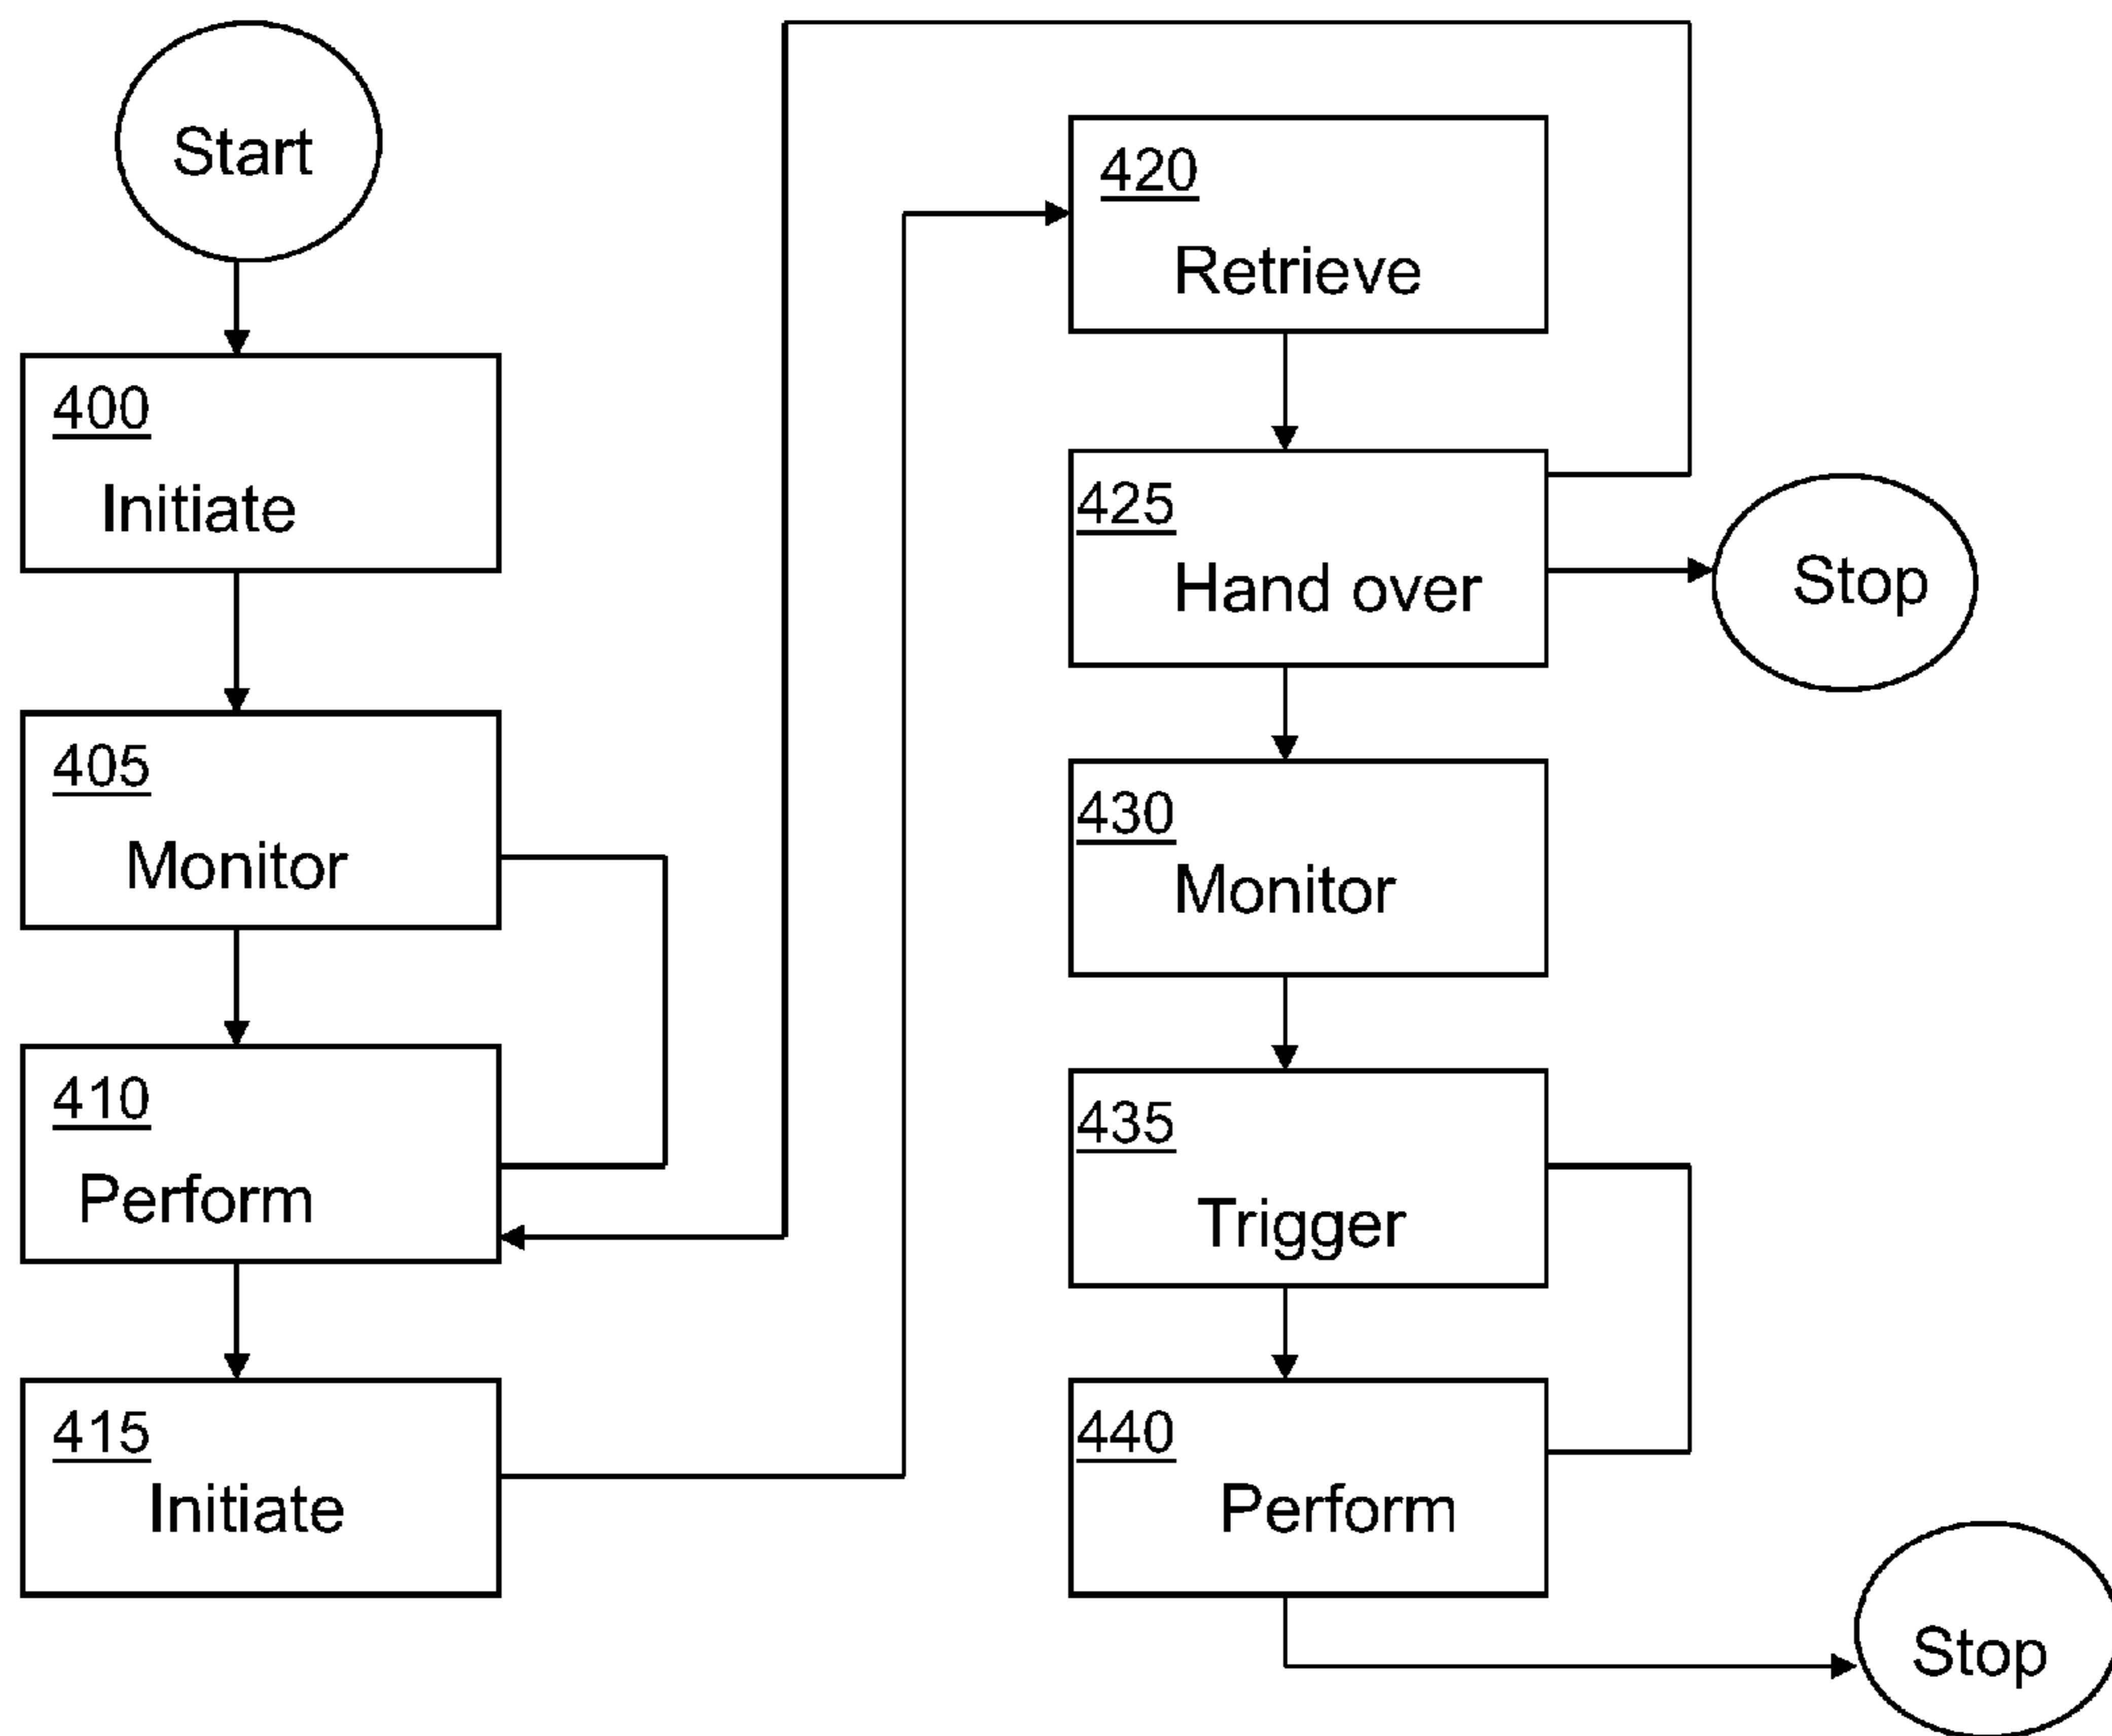 Start
400
Initiate
405
Monitor
410
Perform
415
Initiate
420
Retrieve
425
Hand over
Stop
430
Monitor
435
Trigger
440
Perform
Stop